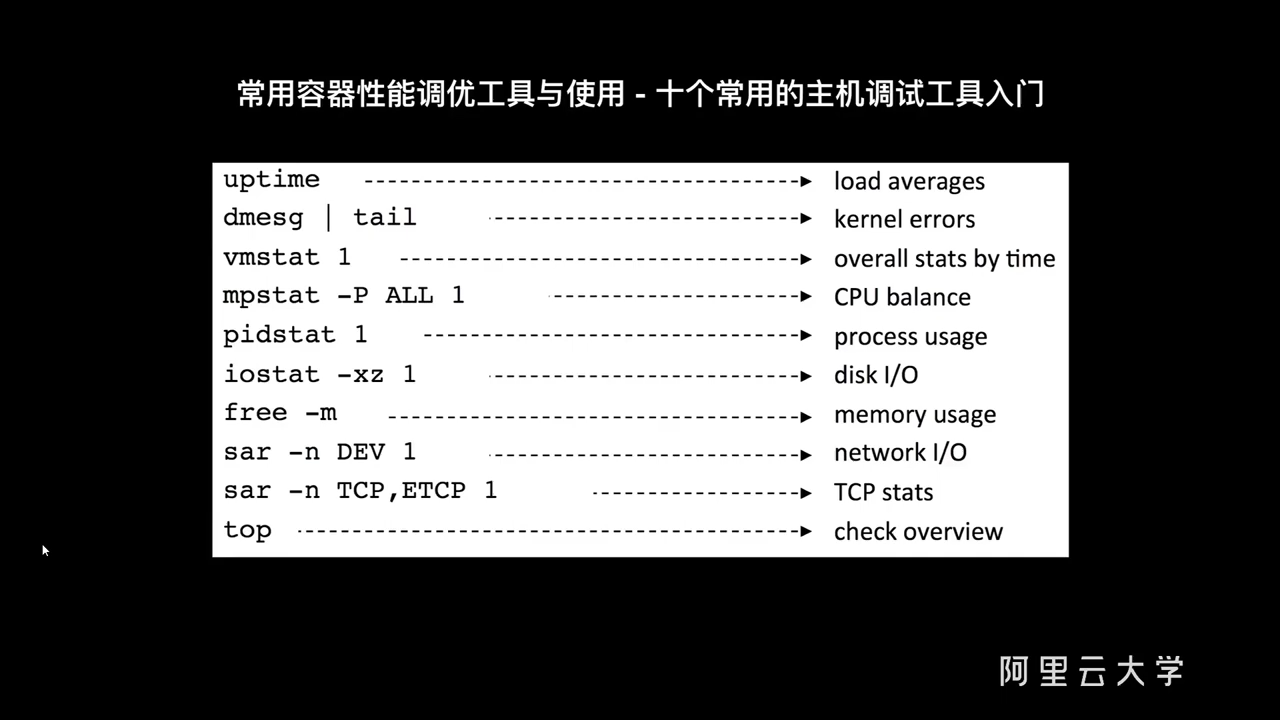 常用容器性能调优工具与使用 - 十个常用的主机调试工具入门
uptime load averages
dmesg | tail kernel errors
vmstat 1 overall stats by time
mpstat -P ALL 1 CPU balance
pidstat 1 process usage
iostat -xz 1 disk I/O
free -m memory usage
sar -n DEV 1 network I/O
sar -n TCP,ETCP 1 TCP stats
top check overview
阿里云大学